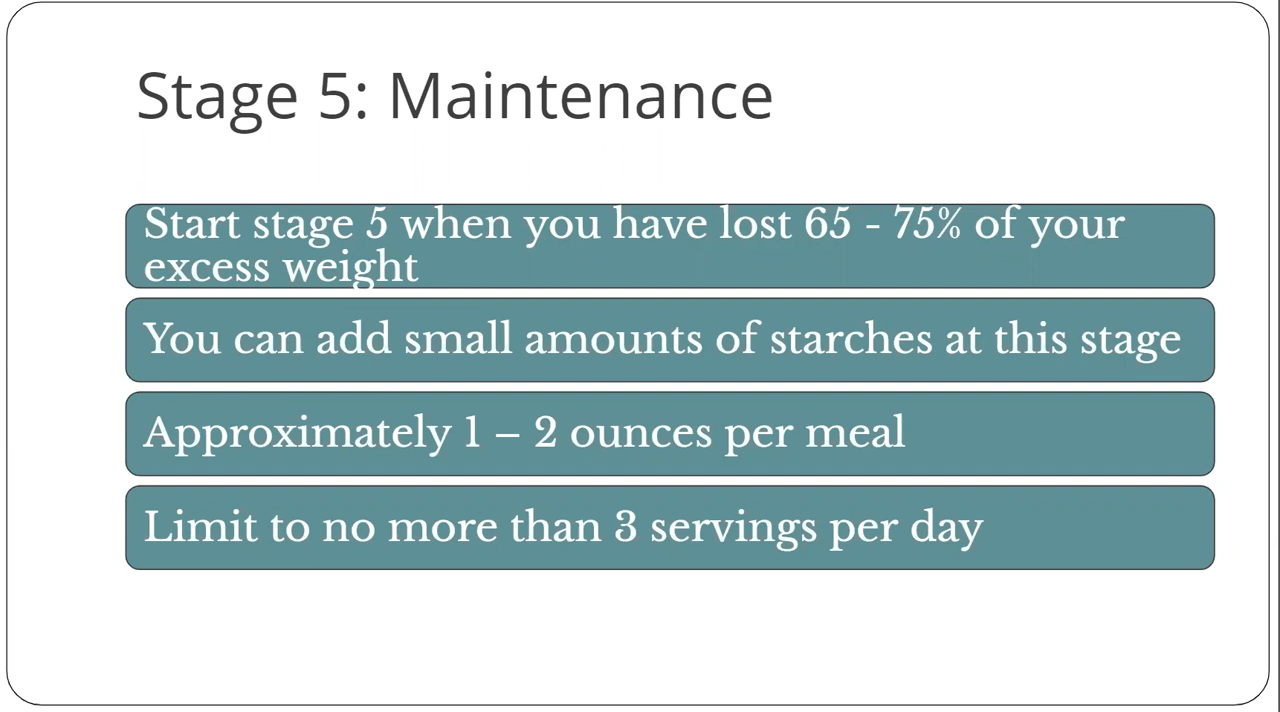 Stage 5: Maintenance
Start stage 5 when you have lost 65 - 75% of your
excess weight
You can add small amounts of starches at this stage
Approximately 1 – 2 ounces per meal
Limit to no more than 3 servings per day